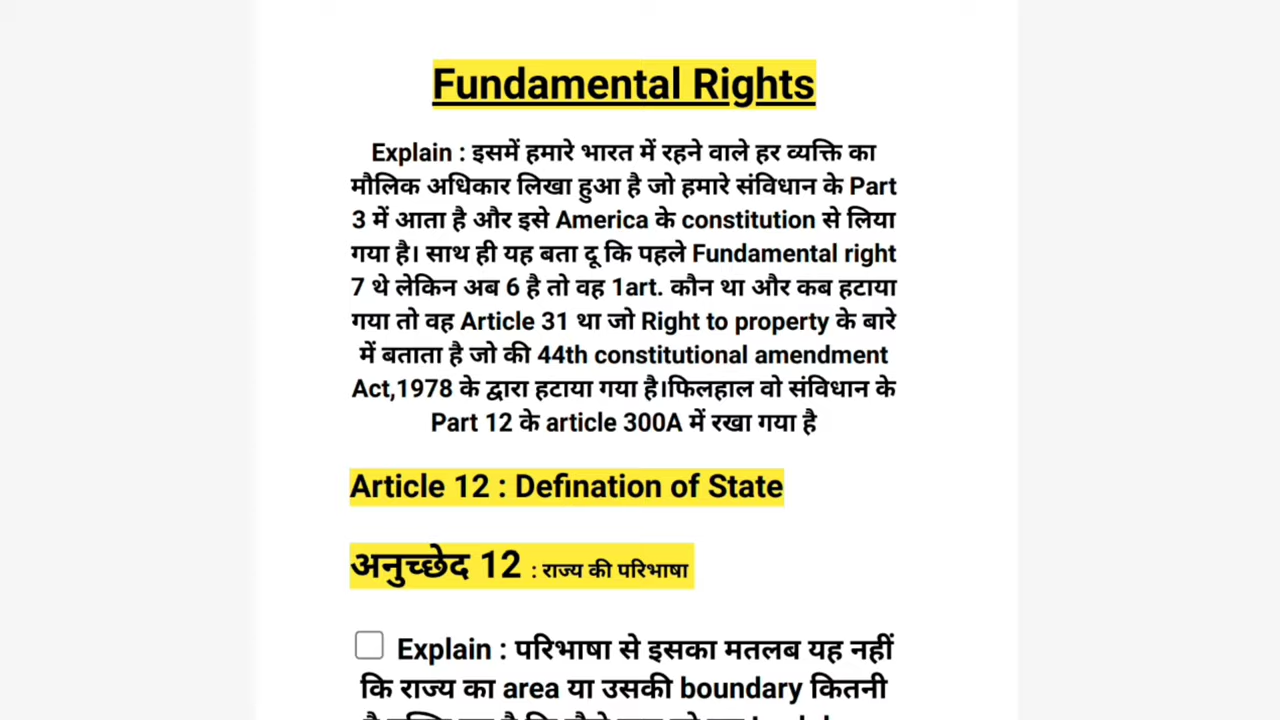 Fundamental Rights
Explain : इसमें हमारे भारत में रहने वाले हर व्यक्ति का
मौलिक अधिकार लिखा हुआ है जो हमारे संविधान के Part
3 में आता है और इसे America के constitution से लिया
गया है। साथ ही यह बता दू कि पहले Fundamental right
7 थे लेकिन अब 6 है तो वह 1art. कौन था और कब हटाया
गया तो वह Article 31 था जो Right to property के बारे
में बताता है जो की 44th constitutional amendment
Act,1978 के द्वारा हटाया गया है।फिलहाल वो संविधान के
Part 12 के article 300A में रखा गया है
Article 12 : Defination of State
अनुच्छेद 12 : राज्य की परिभाषा
Explain : परिभाषा से इसका मतलब यह नहीं
कि राज्य का area या उसकी boundary कितनी